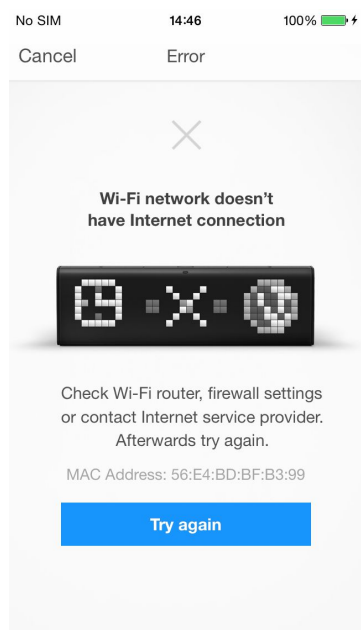 No SIM 14:46 100%
Cancel Error
Wi-Fi network doesn't
have Internet connection
Check Wi-Fi router, firewall settings
or contact Internet service provider.
Afterwards try again.
MAC Address: 56:E4:BD:BF:B3:99
Try again